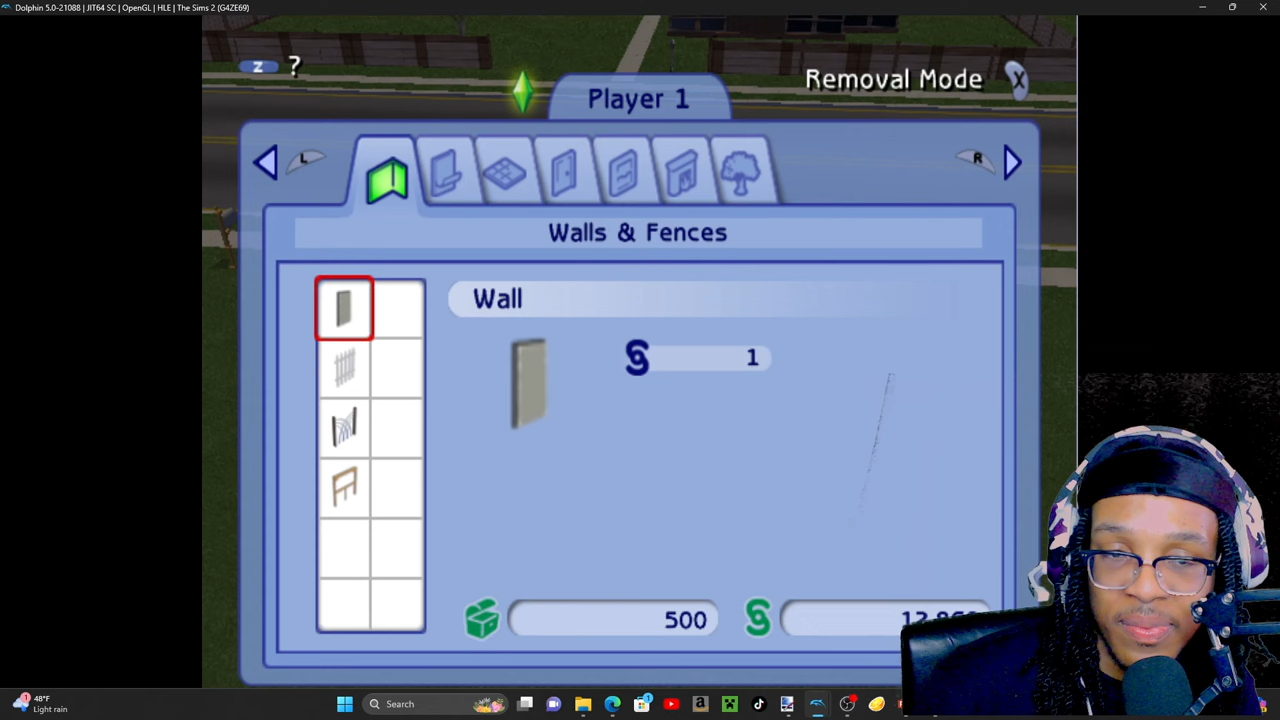 Dolphin 5.0-21088 | JIT64 SC | OpenGL | HLE | The Sims 2 (G4ZE69)
Z ?
Removal Mode X
Player 1
L
R
Walls & Fences
Wall
1
500
48°F
Light rain
Search